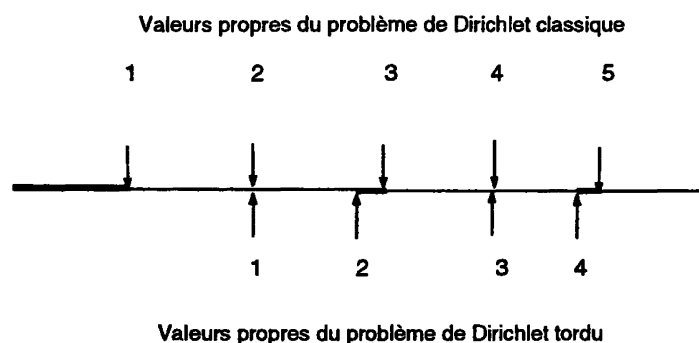 Valeurs propres du problème de Dirichlet classique
1 2 3 4 5
1 2 3 4
Valeurs propres du problème de Dirichlet tordu